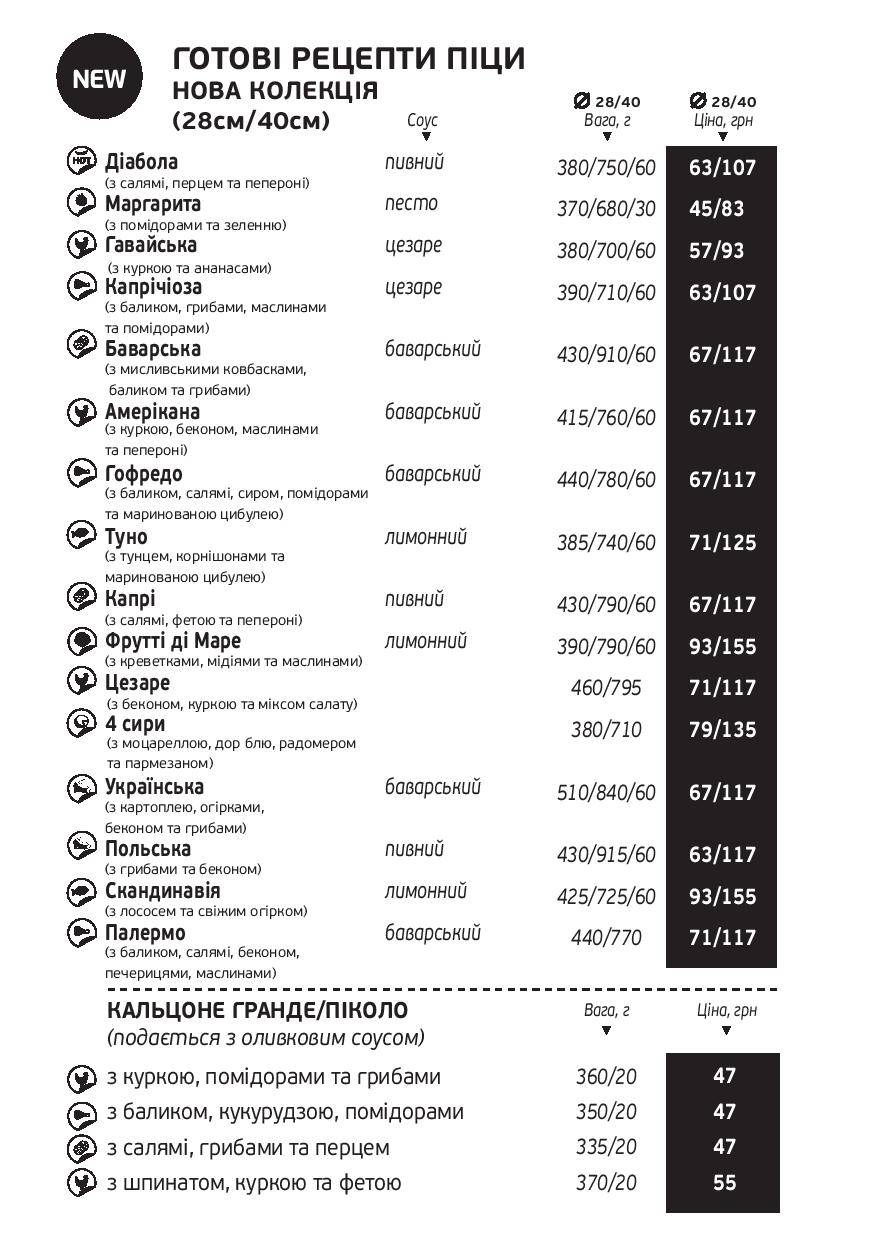 NEW
ГОТОВІ РЕЦЕПТИ ПІЦИ
НОВА КОЛЕКЦІЯ
(28см/40см)
Соус
Ø 28/40
Вага, г
Ø 28/40
Ціна, грн
HOT Діабола пивний 380/750/60 63/107
(з салямі, перцем та пепероні)
Маргарита песто 370/680/30 45/83
(з помідорами та зеленню)
Гавайська цезаре 380/700/60 57/93
(з куркою та ананасами)
Капрічіоза цезаре 390/710/60 63/107
(з баликом, грибами, маслинами
та помідорами)
Баварська баварський 430/910/60 67/117
(з мисливськими ковбасками,
баликом та грибами)
Амерікана баварський 415/760/60 67/117
(з куркою, беконом, маслинами
та пепероні)
Гофредо баварський 440/780/60 67/117
(з баликом, салямі, сиром, помідорами
та маринованою цибулею)
Туно лимонний 385/740/60 71/125
(з тунцем, корнішонами та
маринованою цибулею)
Капрі пивний 430/790/60 67/117
(з салямі, фетою та пепероні)
Фрутті ді Маре лимонний 390/790/60 93/155
(з креветками, мідіями та маслинами)
Цезаре 460/795 71/117
(з беконом, куркою та міксом салату)
4 сири 380/710 79/135
(з моцареллою, дор блю, радомером
та пармезаном)
Українська баварський 510/840/60 67/117
(з картоплею, огірками,
беконом та грибами)
Польська пивний 430/915/60 63/117
(з грибами та беконом)
Скандинавія лимонний 425/725/60 93/155
(з лососем та свіжим огірком)
Палермо баварський 440/770 71/117
(з баликом, салямі, беконом,
печерицями, маслинами)
КАЛЬЦОНЕ ГРАНДЕ/ПІКОЛО Вага, г Ціна, грн
(подається з оливковим соусом)
з куркою, помідорами та грибами 360/20 47
з баликом, кукурудзою, помідорами 350/20 47
з салямі, грибами та перцем 335/20 47
з шпинатом, куркою та фетою 370/20 55